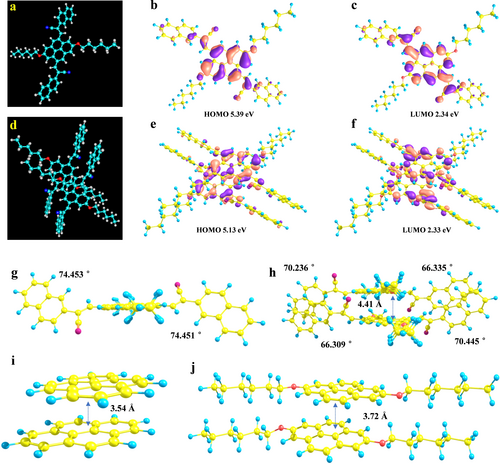 a
b
c
HOMO 5.39 eV
LUMO 2.34 eV
d
e
f
HOMO 5.13 eV
LUMO 2.33 eV
g
74.453 °
74.451 °
h
70.236 °
66.335 °
4.41 Å
66.309 °
70.445 °
i
3.54 Å
j
3.72 Å